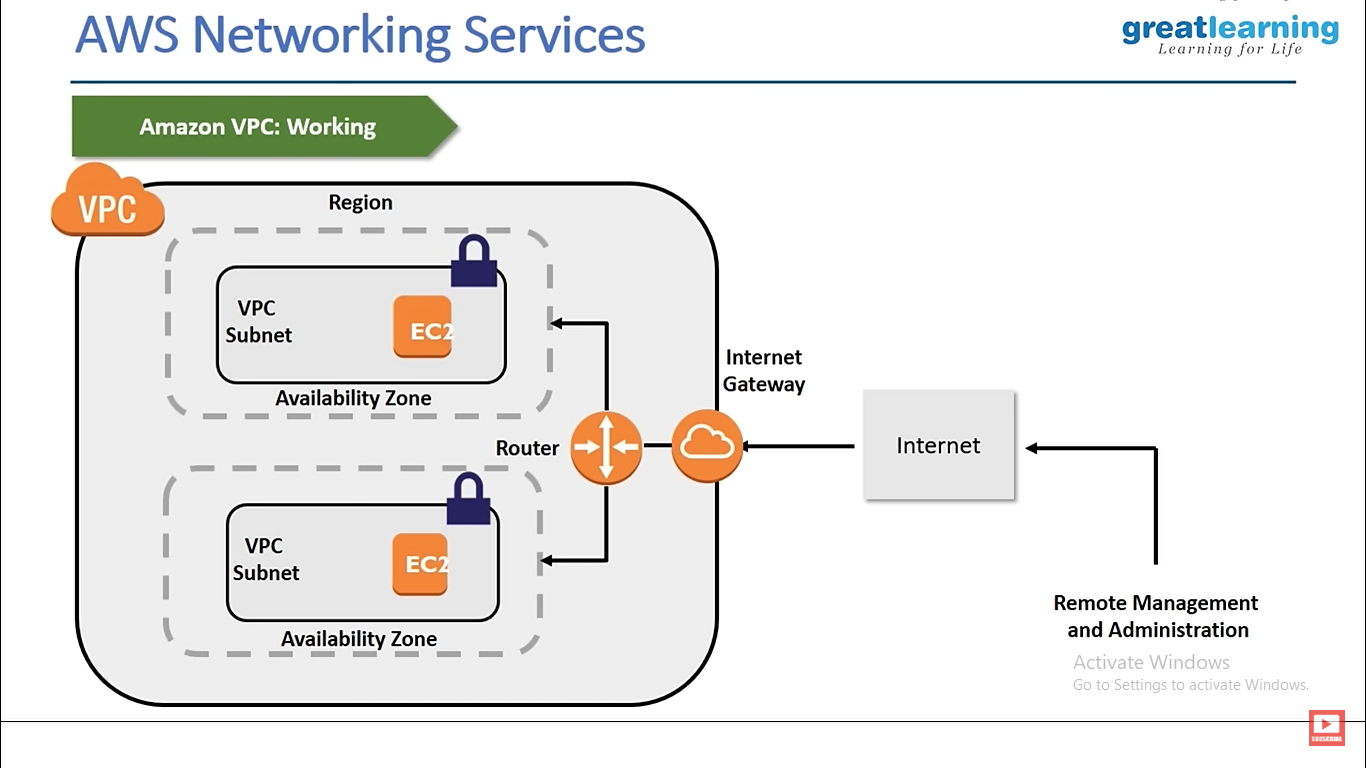 AWS Networking Services
greatlearning
Learning for Life
Amazon VPC: Working
VPC
Region
VPC
Subnet
EC2
Availability Zone
Internet
Gateway
Router
Internet
VPC
Subnet
EC2
Availability Zone
Remote Management
and Administration
Activate Windows
Go to Settings to activate Windows.
SUBSCRIBE